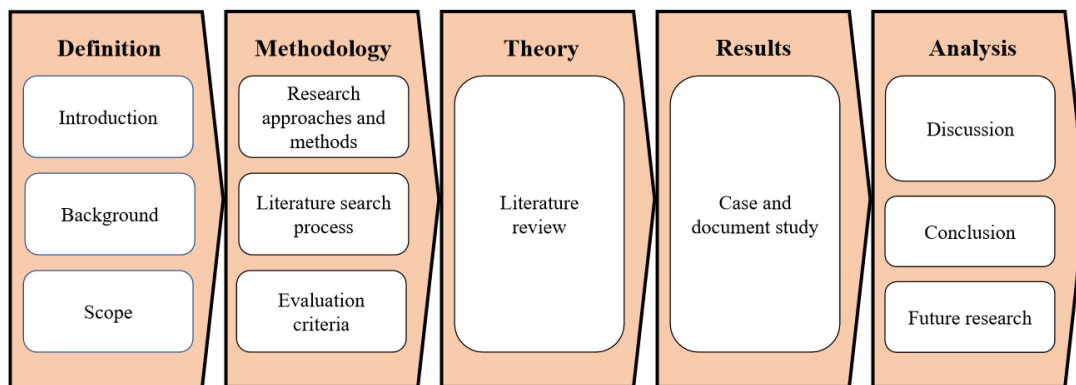 Definition
Introduction
Background
Scope
Methodology
Research
approaches and
methods
Literature search
process
Evaluation
criteria
Theory
Literature
review
Results
Case and
document study
Analysis
Discussion
Conclusion
Future research